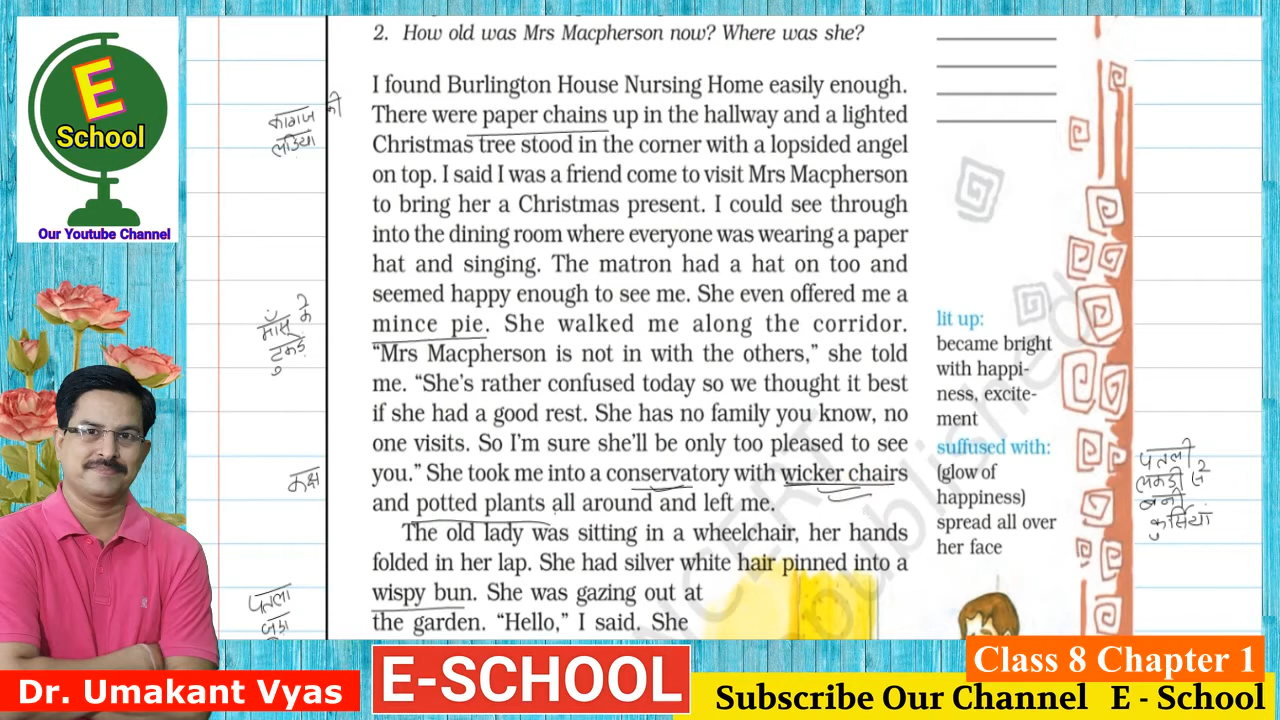 E
School
Our Youtube Channel
2. How old was Mrs Macpherson now? Where was she?
I found Burlington House Nursing Home easily enough.
There were paper chains up in the hallway and a lighted
Christmas tree stood in the corner with a lopsided angel
on top. I said I was a friend come to visit Mrs Macpherson
to bring her a Christmas present. I could see through
into the dining room where everyone was wearing a paper
hat and singing. The matron had a hat on too and
seemed happy enough to see me. She even offered me a
mince pie. She walked me along the corridor.
“Mrs Macpherson is not in with the others,” she told
me. “She’s rather confused today so we thought it best
if she had a good rest. She has no family you know, no
one visits. So I’m sure she’ll be only too pleased to see
you.” She took me into a conservatory with wicker chairs
and potted plants all around and left me.
The old lady was sitting in a wheelchair, her hands
folded in her lap. She had silver white hair pinned into a
wispy bun. She was gazing out at
the garden. “Hello,” I said. She
कागज की
लड़ियां
माँस के
टुकड़े
कक्ष
पतला
जूड़ा
lit up:
became bright
with happi-
ness, excite-
ment
suffused with:
(glow of
happiness)
spread all over
her face
पतली
लकड़ी से
बनी
कुर्सियां
NCERT
published
Dr. Umakant Vyas
E-SCHOOL
Class 8 Chapter 1
Subscribe Our Channel E - School